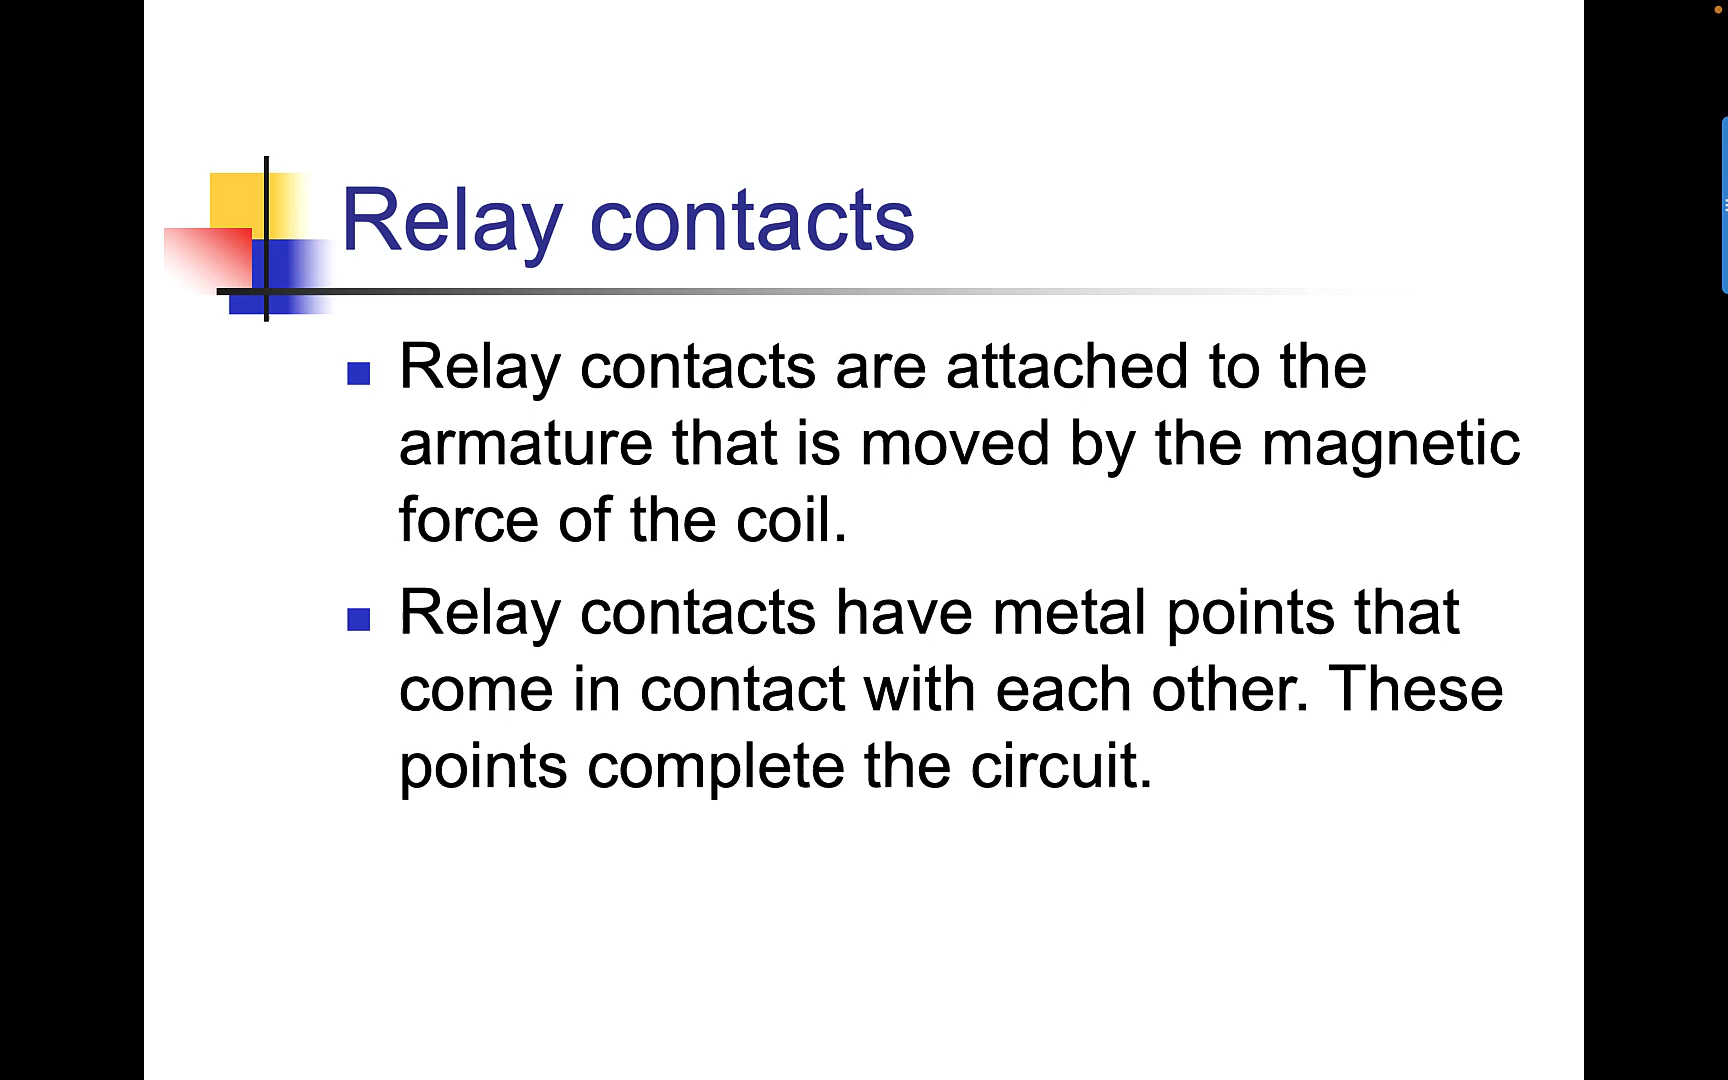 Relay contacts
Relay contacts are attached to the
armature that is moved by the magnetic
force of the coil.
Relay contacts have metal points that
come in contact with each other. These
points complete the circuit.